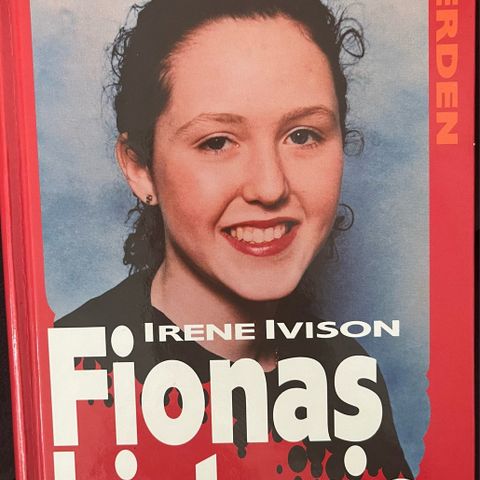 ERDEN
IRENE IVISON
Fionas